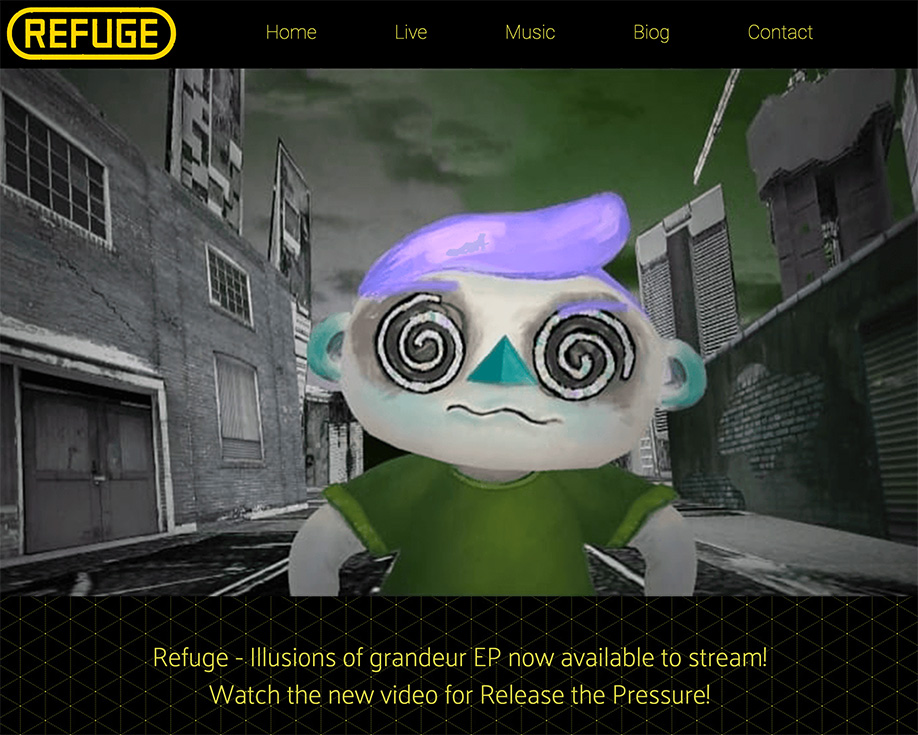 REFUGE
Home Live Music Biog Contact
Refuge - Illusions of grandeur EP now available to stream!
Watch the new video for Release the Pressure!